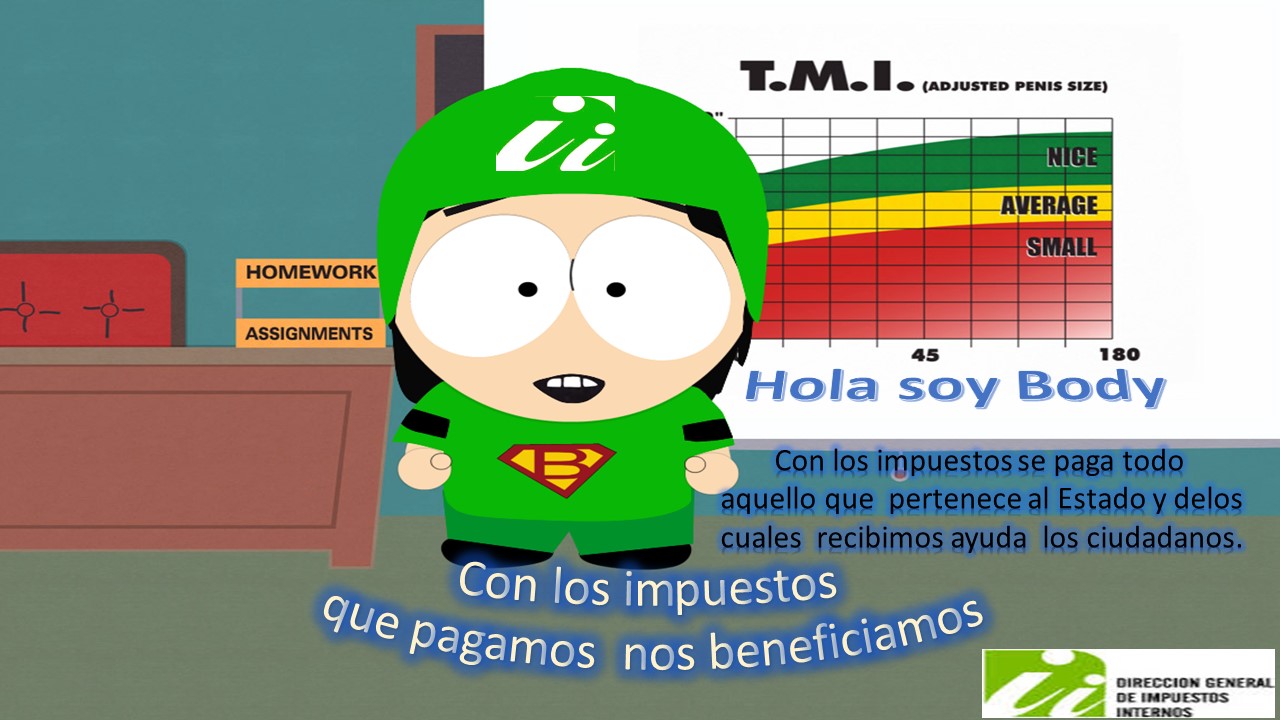 T.M.I. (ADJUSTED PENIS SIZE)
NICE
AVERAGE
SMALL
45
180
HOMEWORK
ASSIGNMENTS
ii
B
Hola soy Body
Con los impuestos se paga todo
aquello que pertenece al Estado y delos
cuales recibimos ayuda los ciudadanos.
Con los impuestos
que pagamos nos beneficiamos
ii
DIRECCION GENERAL
DE IMPUESTOS
INTERNOS